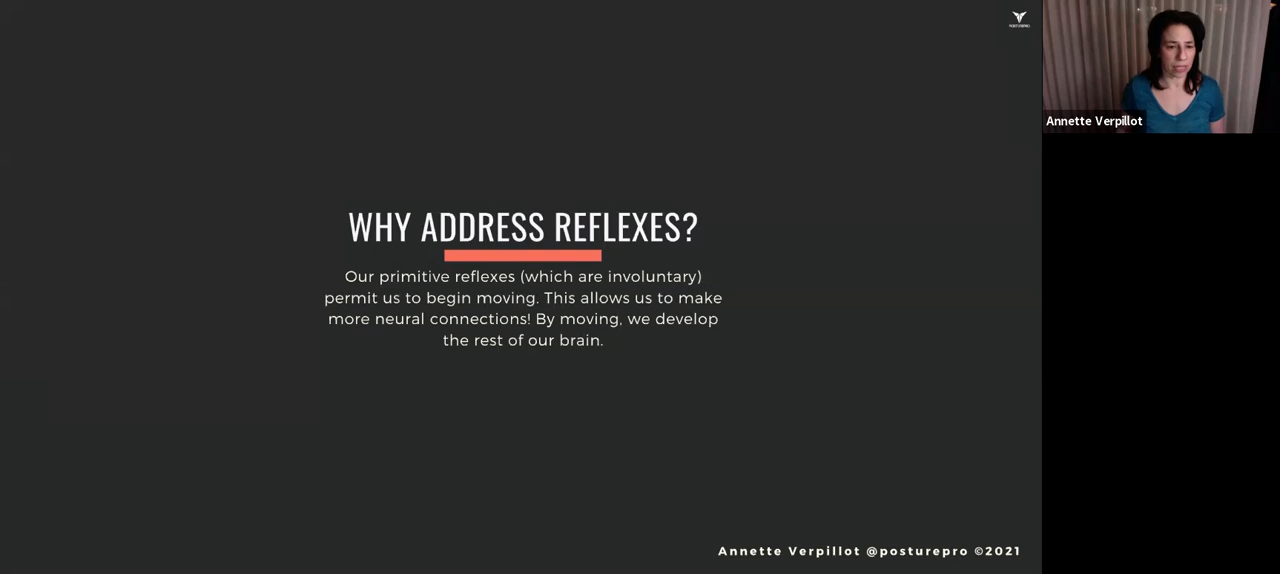 POSTUREPRO
Annette Verpillot
WHY ADDRESS REFLEXES?
Our primitive reflexes (which are involuntary)
permit us to begin moving. This allows us to make
more neural connections! By moving, we develop
the rest of our brain.
Annette Verpillot @posturepro ©2021